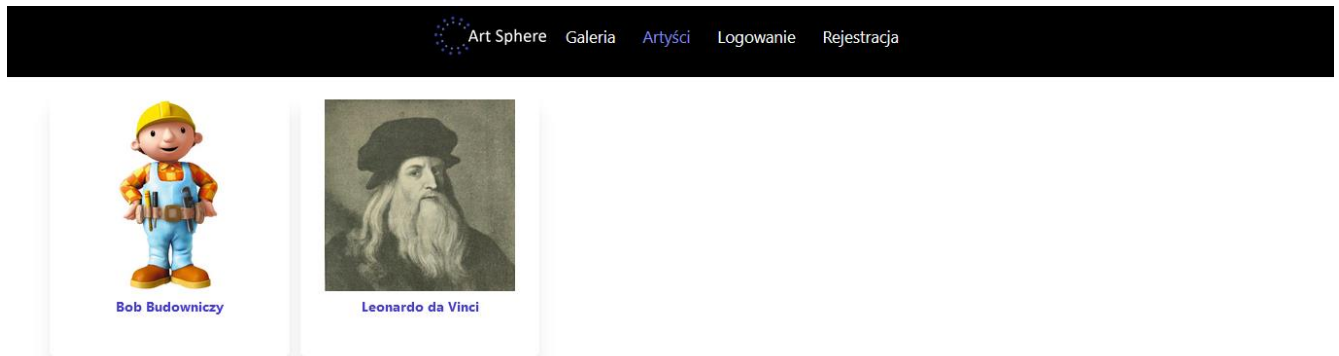 Art Sphere Galeria Artyści Logowanie Rejestracja
Bob Budowniczy
Leonardo da Vinci